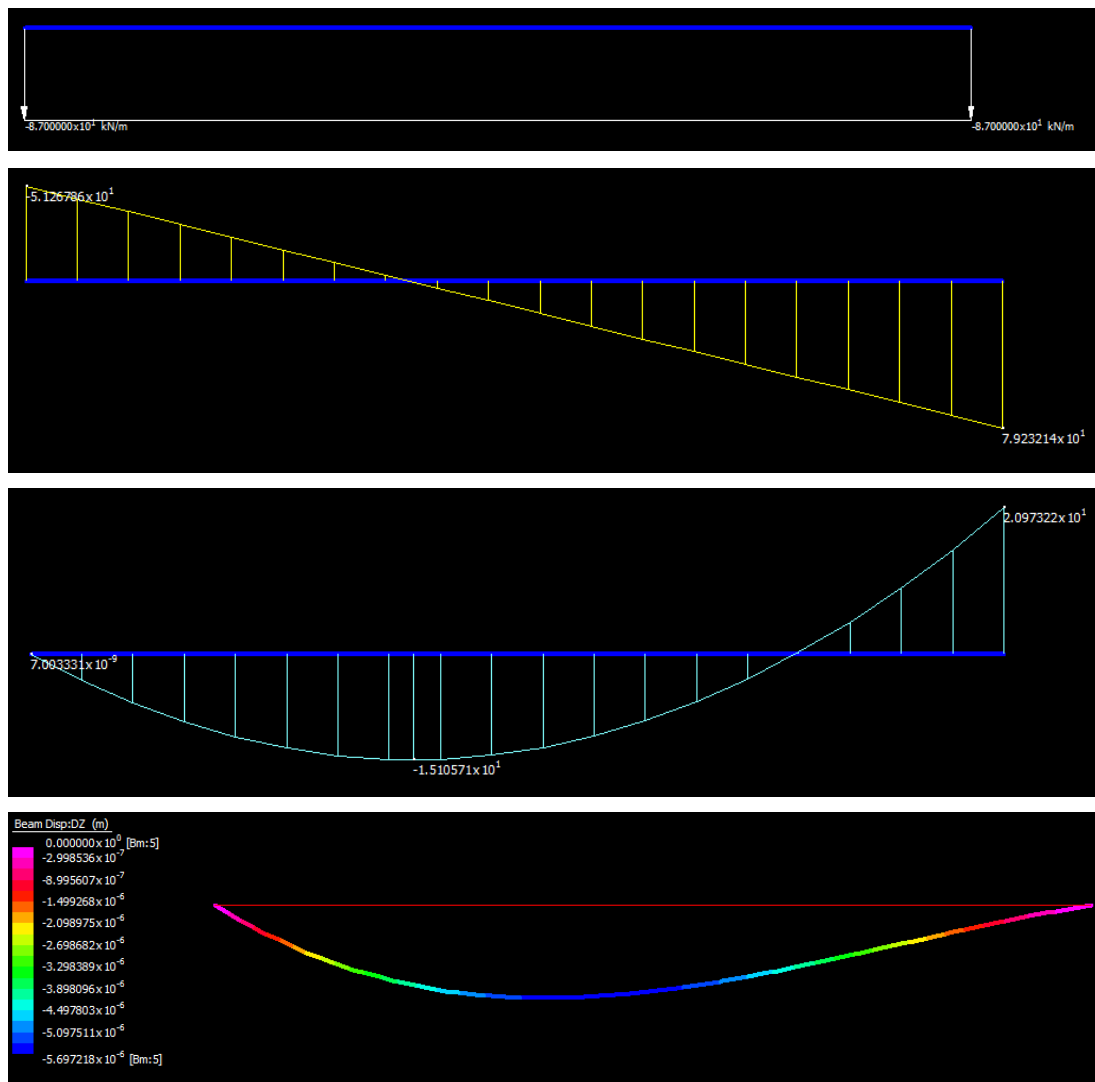 -8.700000x10¹ kN/m
-8.700000x10¹ kN/m
-5.126786x10¹
7.923214x10¹
2.097322x10¹
7.003331x10⁻⁹
-1.510571x10¹
Beam Disp:DZ (m)
0.000000x10⁰ [Bm:5]
-2.998536x10⁻⁷
-8.995607x10⁻⁷
-1.499268x10⁻⁶
-2.098975x10⁻⁶
-2.698682x10⁻⁶
-3.298389x10⁻⁶
-3.898096x10⁻⁶
-4.497803x10⁻⁶
-5.097511x10⁻⁶
-5.697218x10⁻⁶ [Bm:5]